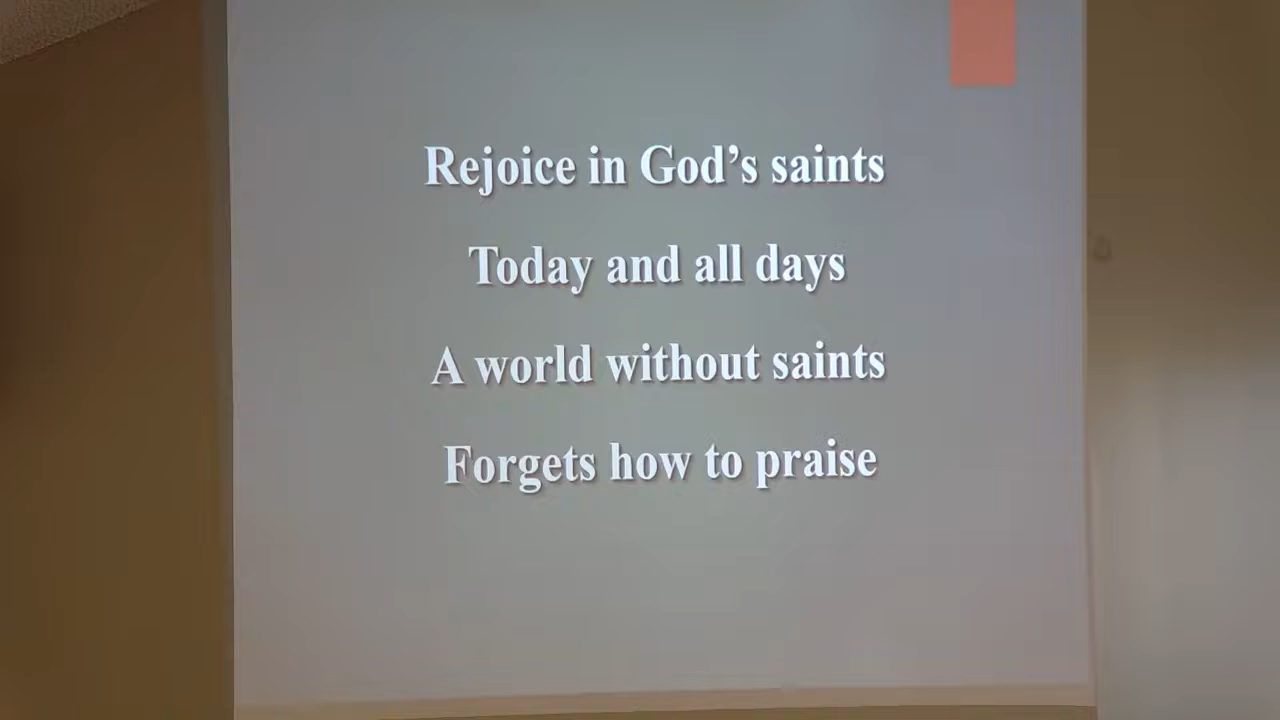 Rejoice in God’s saints
Today and all days
A world without saints
Forgets how to praise